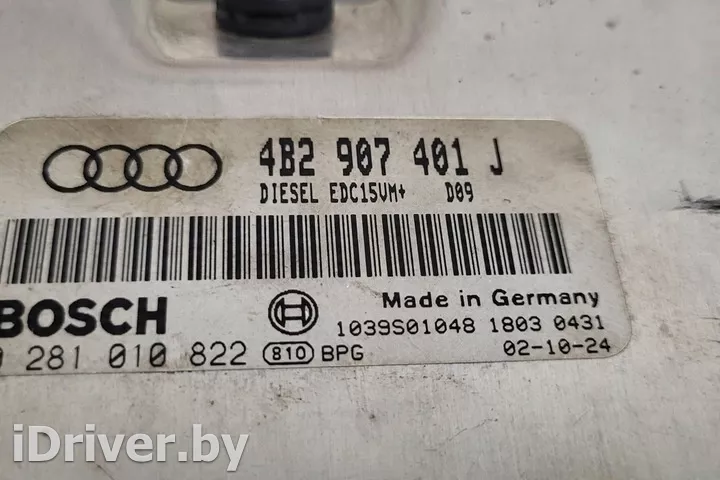 4B2 907 401 J
DIESEL EDC15VM+ D09
BOSCH
Made in Germany
1039S01048 1803 0431
281 010 822 810 BPG
02-10-24
iDriver.by